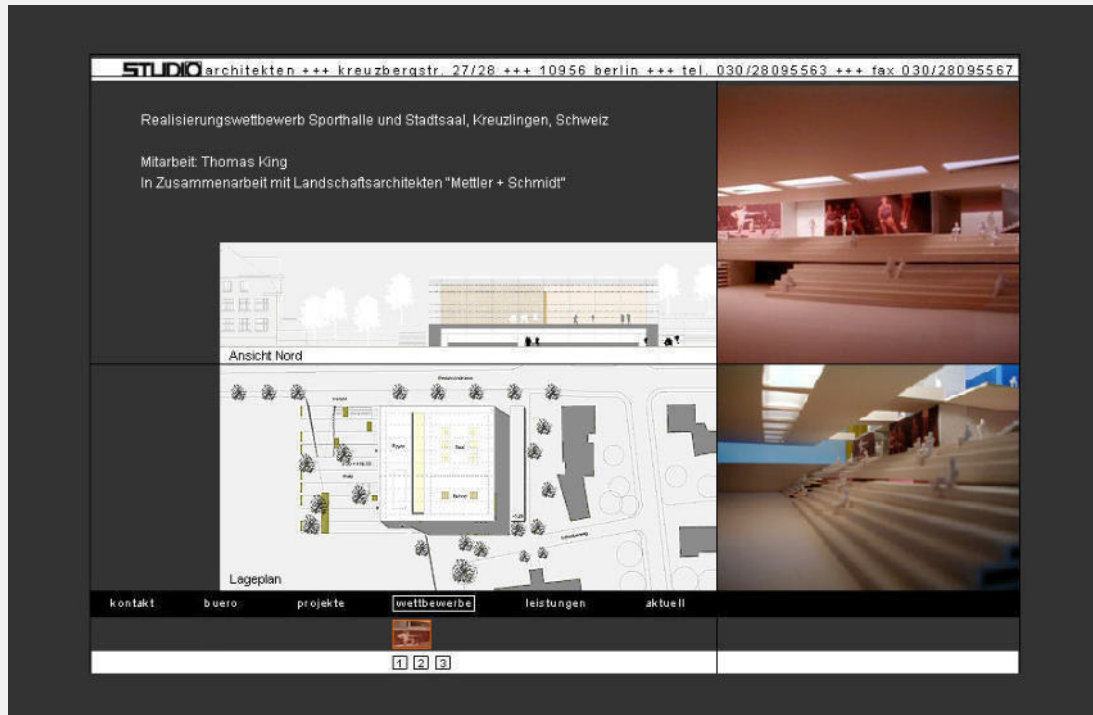 STUDIO architekten +++ kreuzbergstr. 27/28 +++ 10956 berlin +++ tel. 030/28095563 +++ fax 030/28095567
Realisierungswettbewerb Sporthalle und Stadtsaal, Kreuzlingen, Schweiz
Mitarbeit: Thomas King
In Zusammenarbeit mit Landschaftsarchitekten "Mettler + Schmidt"
Ansicht Nord
Foyer
Saal
Lageplan
kontakt buero projekte wettbewerbe leistungen aktuell
1 2 3